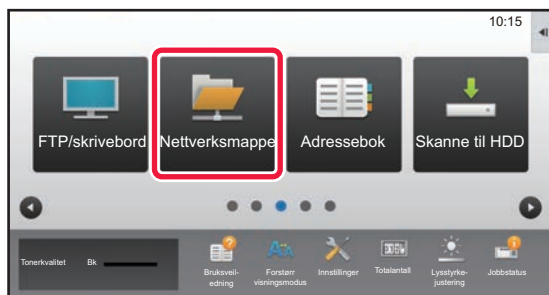 10:15
FTP/skrivebord
Nettverksmappe
Adressebok
Skanne til HDD
Tonerkvalitet
Bk
Bruksveil-
edning
Forstørr
visningsmodus
Innstillinger
Totalantall
Lysstyrke-
justering
Jobbstatus